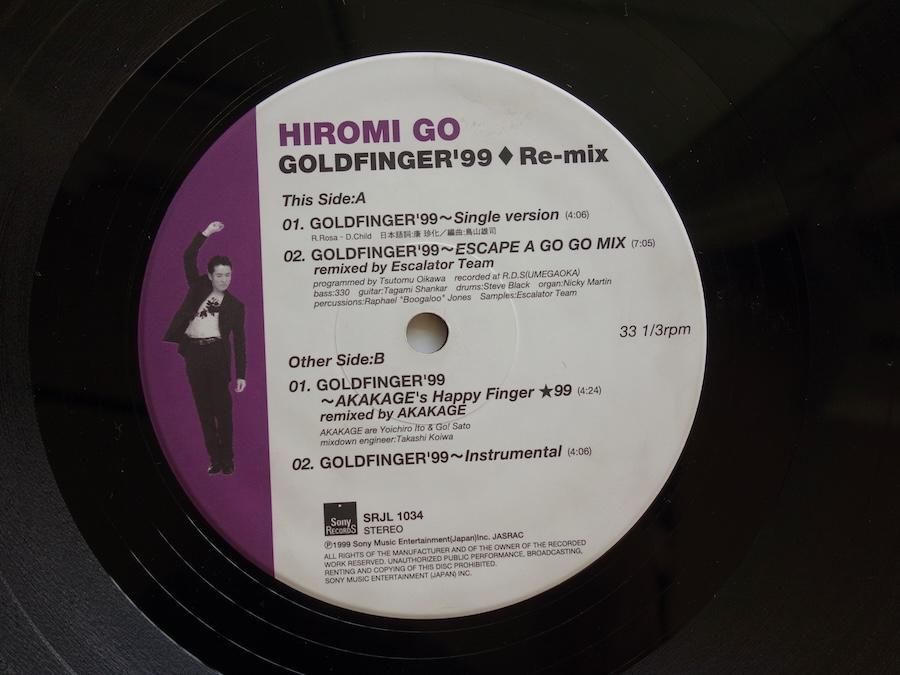 HIROMI GO
GOLDFINGER'99 ♦ Re-mix
This Side:A
01. GOLDFINGER'99〜Single version (4:06)
R.Rosa - D.Child 日本語詞:康 珍化／編曲:鳥山雄司
02. GOLDFINGER'99〜ESCAPE A GO GO MIX (7:05)
remixed by Escalator Team
programmed by Tsutomu Oikawa recorded at R.D.S(UMEGAOKA)
bass:330 guitar:Tagami Shankar drums:Steve Black organ:Nicky Martin
percussions:Raphael "Boogaloo" Jones Samples:Escalator Team
33 1/3rpm
Other Side:B
01. GOLDFINGER'99
〜AKAKAGE's Happy Finger ★99 (4:24)
remixed by AKAKAGE
AKAKAGE are Yoichiro Ito & Go! Sato
mixdown engineer:Takashi Koiwa
02. GOLDFINGER'99〜Instrumental (4:06)
Sony
RECORDS
SRJL 1034
STEREO
Ⓟ1999 Sony Music Entertainment(Japan)Inc. JASRAC
ALL RIGHTS OF THE MANUFACTURER AND OF THE OWNER OF THE RECORDED
WORK RESERVED. UNAUTHORIZED PUBLIC PERFORMANCE, BROADCASTING,
RENTING AND COPYING OF THIS DISC PROHIBITED.
SONY MUSIC ENTERTAINMENT (JAPAN) INC.